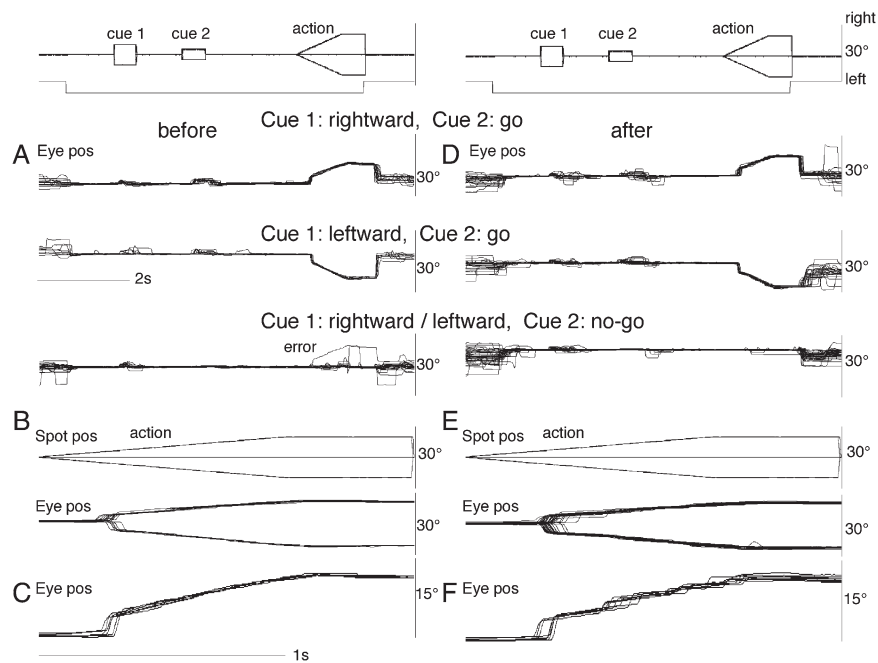 cue 1 cue 2 action
cue 1 cue 2 action
right
30°
left
Cue 1: rightward, Cue 2: go
before
after
A Eye pos
30°
D Eye pos
30°
Cue 1: leftward, Cue 2: go
30°
30°
2s
Cue 1: rightward / leftward, Cue 2: no-go
error
30°
30°
B
Spot pos action
30°
E
Spot pos action
30°
Eye pos
30°
Eye pos
30°
C Eye pos
15°
F Eye pos
15°
1s